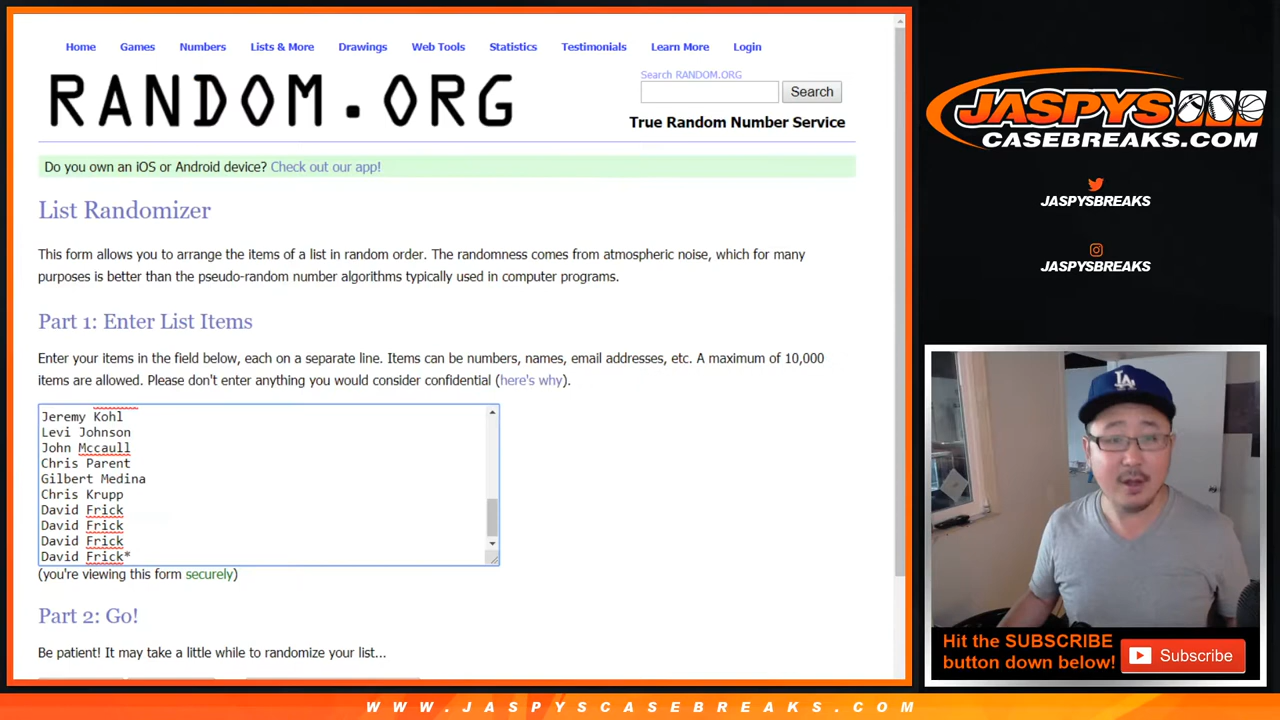 Home Games Numbers Lists & More Drawings Web Tools Statistics Testimonials Learn More Login
RANDOM.ORG
Search RANDOM.ORG
Search
True Random Number Service
Do you own an iOS or Android device? Check out our app!
List Randomizer
This form allows you to arrange the items of a list in random order. The randomness comes from atmospheric noise, which for many
purposes is better than the pseudo-random number algorithms typically used in computer programs.
Part 1: Enter List Items
Enter your items in the field below, each on a separate line. Items can be numbers, names, email addresses, etc. A maximum of 10,000
items are allowed. Please don't enter anything you would consider confidential (here's why).
Jeremy Kohl
Levi Johnson
John Mccaull
Chris Parent
Gilbert Medina
Chris Krupp
David Frick
David Frick
David Frick
David Frick*
(you're viewing this form securely)
Part 2: Go!
Be patient! It may take a little while to randomize your list...
JASPYS
CASEBREAKS.COM
JASPYSBREAKS
JASPYSBREAKS
LA
Hit the SUBSCRIBE
button down below!
Subscribe
WWW.JASPYSCASEBREAKS.COM